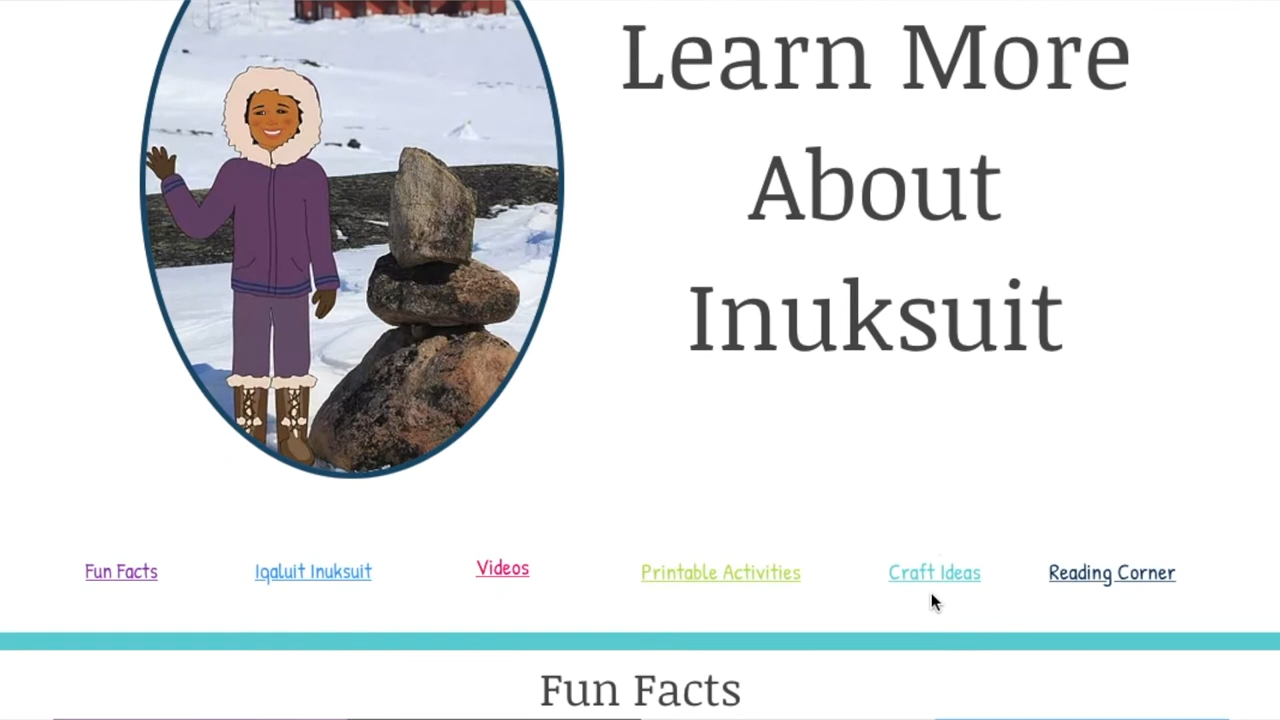 Learn More
About
Inuksuit
Fun Facts
Iqaluit Inuksuit
Videos
Printable Activities
Craft Ideas
Reading Corner
Fun Facts